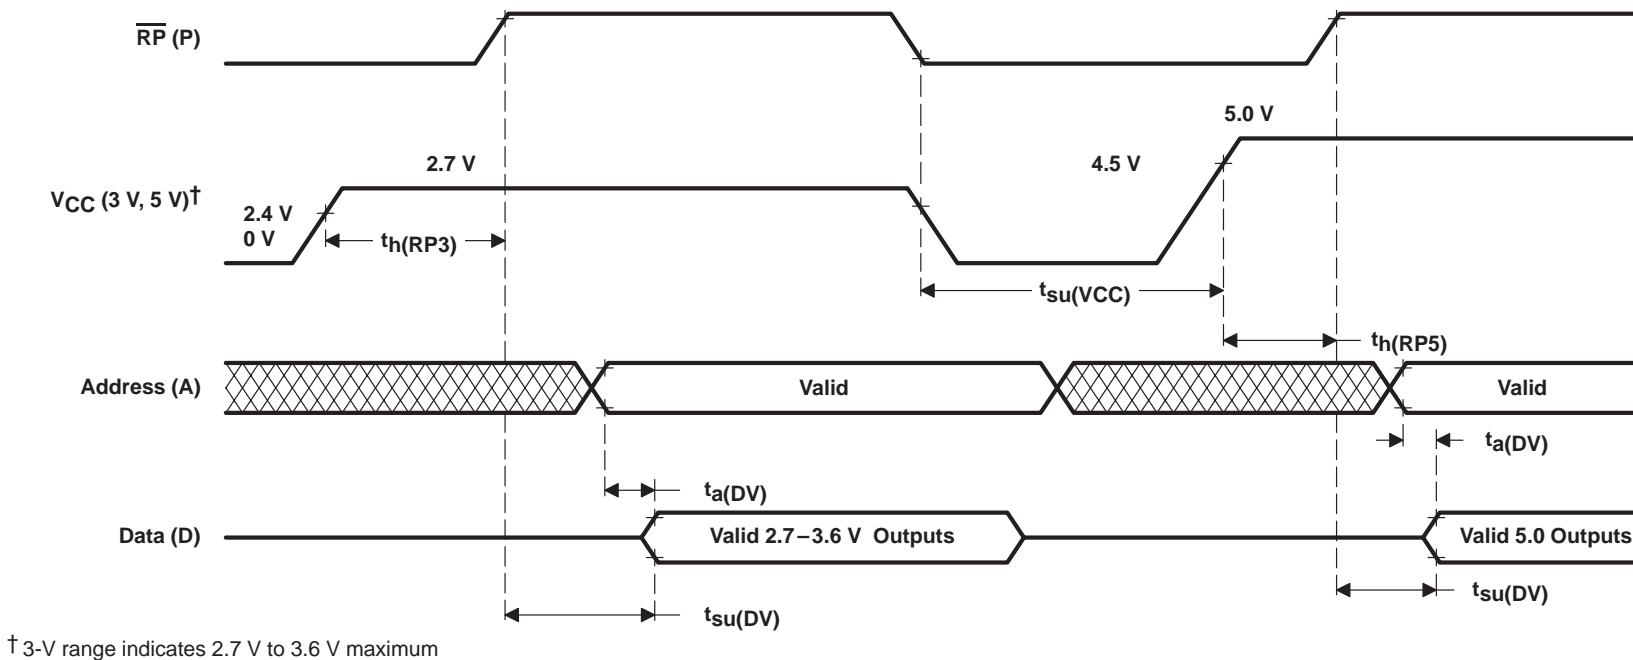 RP (P)
5.0 V
2.7 V
4.5 V
VCC (3 V, 5 V)†
2.4 V
0 V
th(RP3)
tsu(VCC)
th(RP5)
Address (A)
Valid
Valid
ta(DV)
ta(DV)
Data (D)
Valid 2.7–3.6 V Outputs
Valid 5.0 Outputs
tsu(DV)
tsu(DV)
† 3-V range indicates 2.7 V to 3.6 V maximum